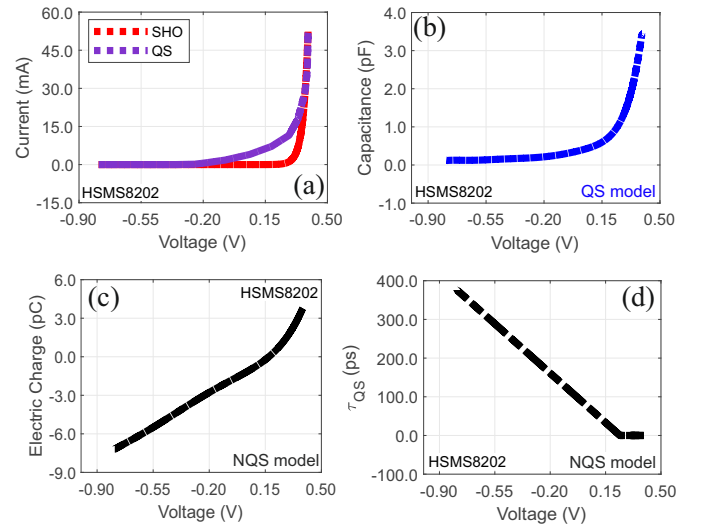 60.0
45.0
30.0
15.0
0.0
-15.0
Current (mA)
SHO
QS
HSMS8202
(a)
-0.90 -0.55 -0.20 0.15 0.50
Voltage (V)
4.0
3.0
2.0
1.0
0.0
-1.0
Capacitance (pF)
(b)
HSMS8202
QS model
-0.90 -0.55 -0.20 0.15 0.50
Voltage (V)
6.0
3.0
0.0
-3.0
-6.0
-9.0
Electric Charge (pC)
(c)
HSMS8202
NQS model
-0.90 -0.55 -0.20 0.15 0.50
Voltage (V)
400.0
300.0
200.0
100.0
0.0
-100.0
τQS (ps)
(d)
HSMS8202
NQS model
-0.90 -0.55 -0.20 0.15 0.50
Voltage (V)